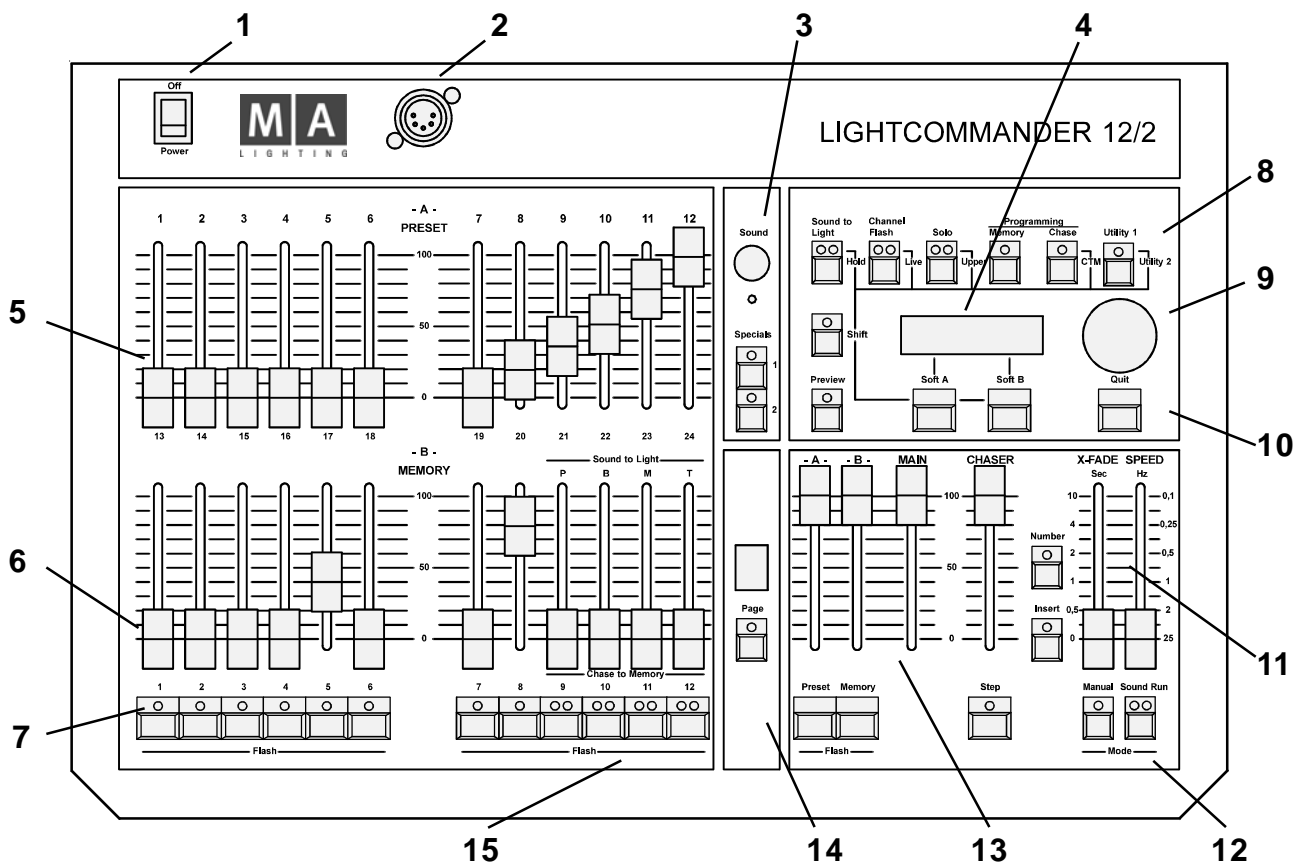 1 2 3 4
Off
Power
MA
LIGHTING
LIGHTCOMMANDER 12/2
5
6
7
8
9
10
11
12
13
14
15
1 2 3 4 5 6 - A - 7 8 9 10 11 12
PRESET
100
50
0
13 14 15 16 17 18 19 20 21 22 23 24
- B -
MEMORY
Sound to Light
P B M T
100
50
0
Chase to Memory
1 2 3 4 5 6 7 8 9 10 11 12
Flash Flash
Sound
Specials
1
2
Page
Sound to Light
Channel Flash
Solo
Programming
Memory
Chase
Utility 1
Hold
Live
Upper
CTM
Utility 2
Shift
Preview
Soft A
Soft B
Quit
- A - - B - MAIN CHASER X-FADE SPEED
Sec Hz
100
50
0
Number
Insert
10 0,1
4 0,25
2 0,5
1 1
0,5 2
0 25
Preset Memory
Flash
Step
Manual Sound Run
Mode